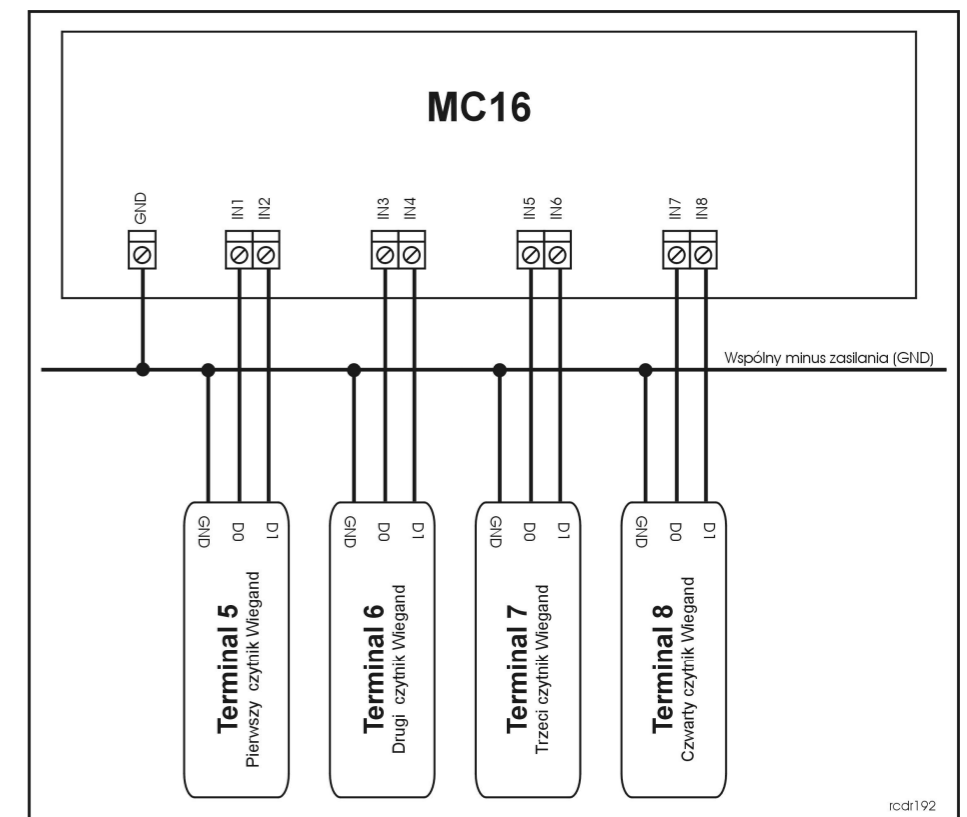 MC16
GND
IN1
IN2
IN3
IN4
IN5
IN6
IN7
IN8
Wspólny minus zasilania (GND)
GND
D0
D1
Terminal 5
Pierwszy czytnik Wiegand
GND
D0
D1
Terminal 6
Drugi czytnik Wiegand
GND
D0
D1
Terminal 7
Trzeci czytnik Wiegand
GND
D0
D1
Terminal 8
Czwarty czytnik Wiegand
rcdr192